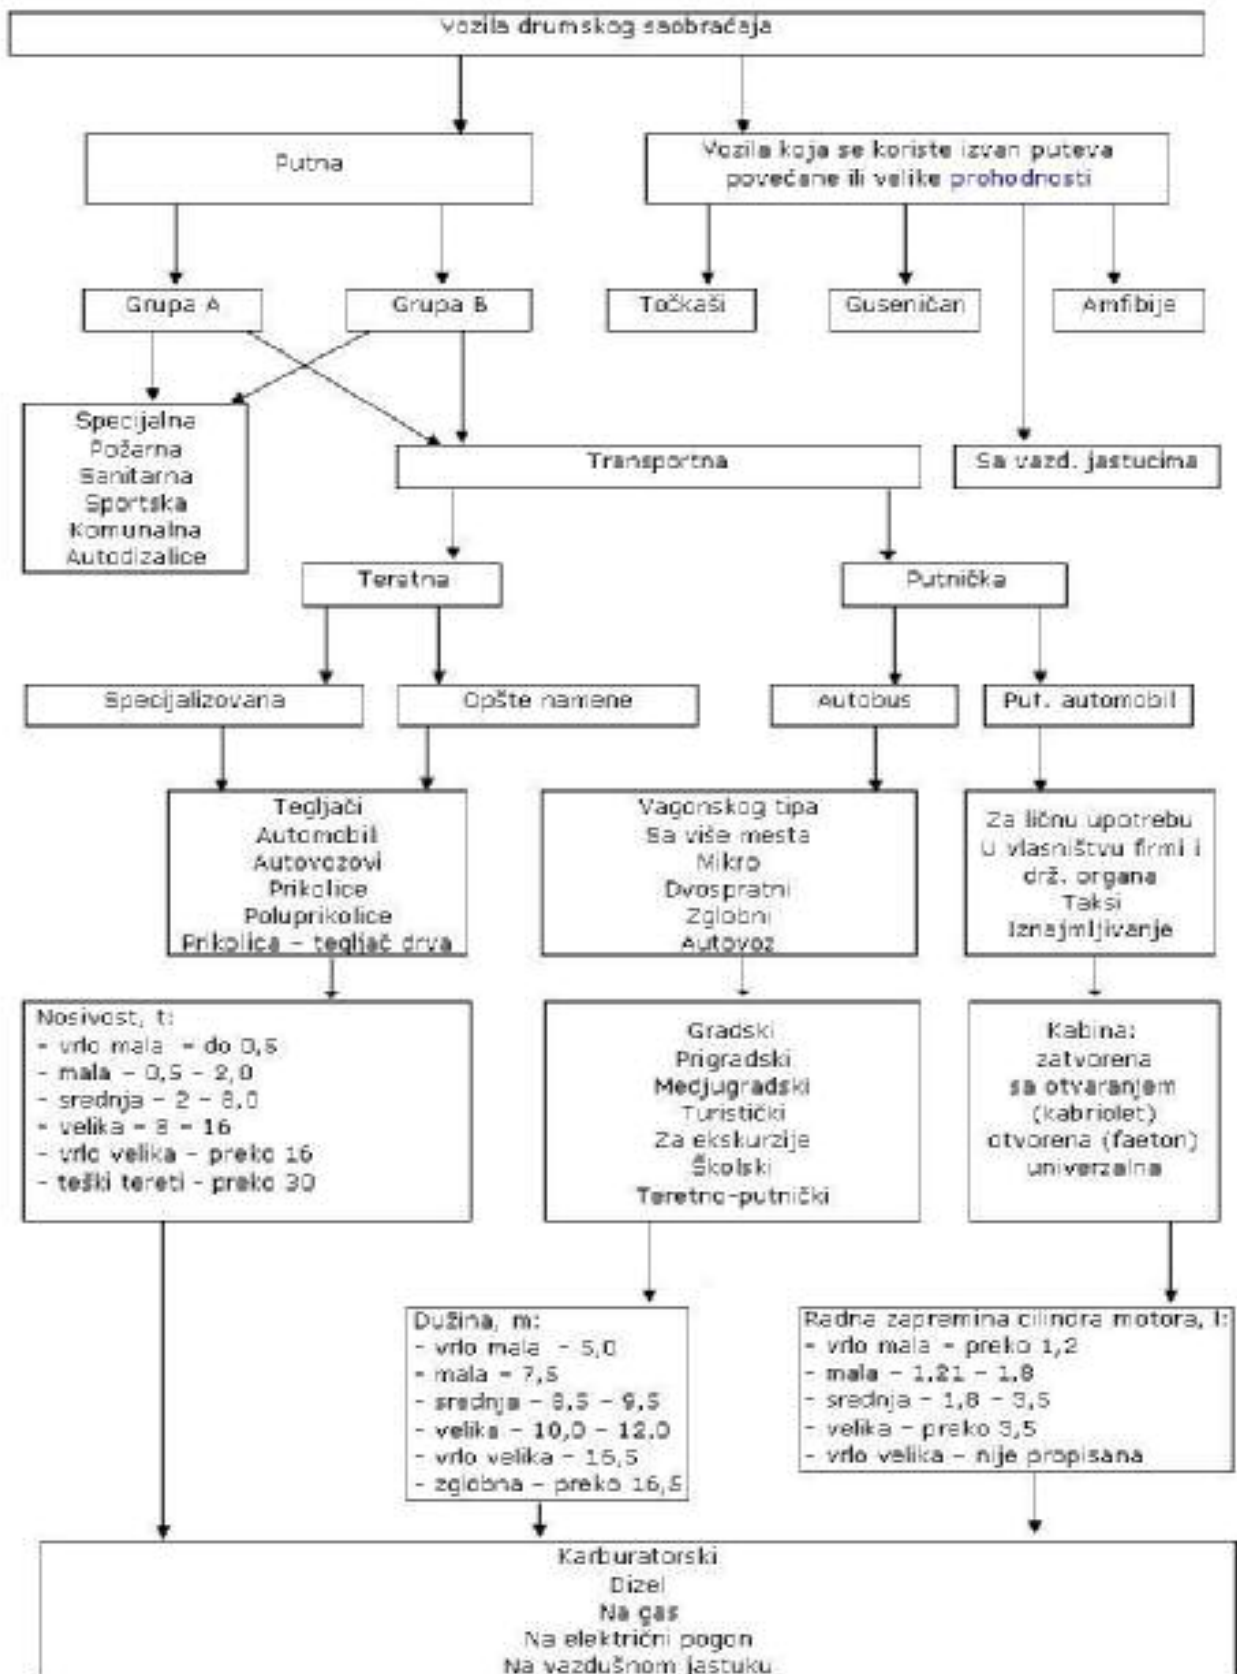 Vozila drumskog saobraćaja
Putna
Vozila koja se koriste izvan puteva
povećane ili velike prohodnosti
Grupa A
Grupa B
Točkaši
Guseničan
Amfibije
Specijalna
Požarna
Sanitarna
Sportska
Komunalna
Autodizalice
Transportna
Sa vazd. jastucima
Teratna
Putnička
Specijalizovana
Opšte namene
Autobus
Put. automobil
Tegljači
Automobili
Autovozovi
Prikolice
Poluprikolice
Prikolica – tegljač drva
Vagonskog tipa
Sa više mesta
Mikro
Dvospratni
Zglobni
Autovoz
Za ličnu upotrebu
U vlasništvu firmi i
drž. organa
Taksi
Iznajmljivanje
Nosivost, t:
- vrlo mala – do 0,5
- mala – 0,5 – 2,0
- srednja – 2 – 8,0
- velika – 8 – 16
- vrlo velika – preko 16
- teški tereti – preko 30
Gradski
Prigradski
Medjugradski
Turistički
Za ekskurzije
Školski
Teretno-putnički
Kabina:
zatvorena
sa otvaranjem
(kabriolet)
otvorena (faeton)
univerzalna
Dužina, m:
- vrlo mala – 5,0
- mala – 7,5
- srednja – 8,5 – 9,5
- velika – 10,0 – 12.0
- vrlo velika – 16,5
- zglobna – preko 16,5
Radna zapremina cilindra motora, l:
- vrlo mala – preko 1,2
- mala – 1,21 – 1,8
- srednja – 1,8 – 3,5
- velika – preko 3,5
- vrlo velika – nije propisana
Karburatorski
Dizel
Na gas
Na električni pogon
Na vazdušnom jastuku